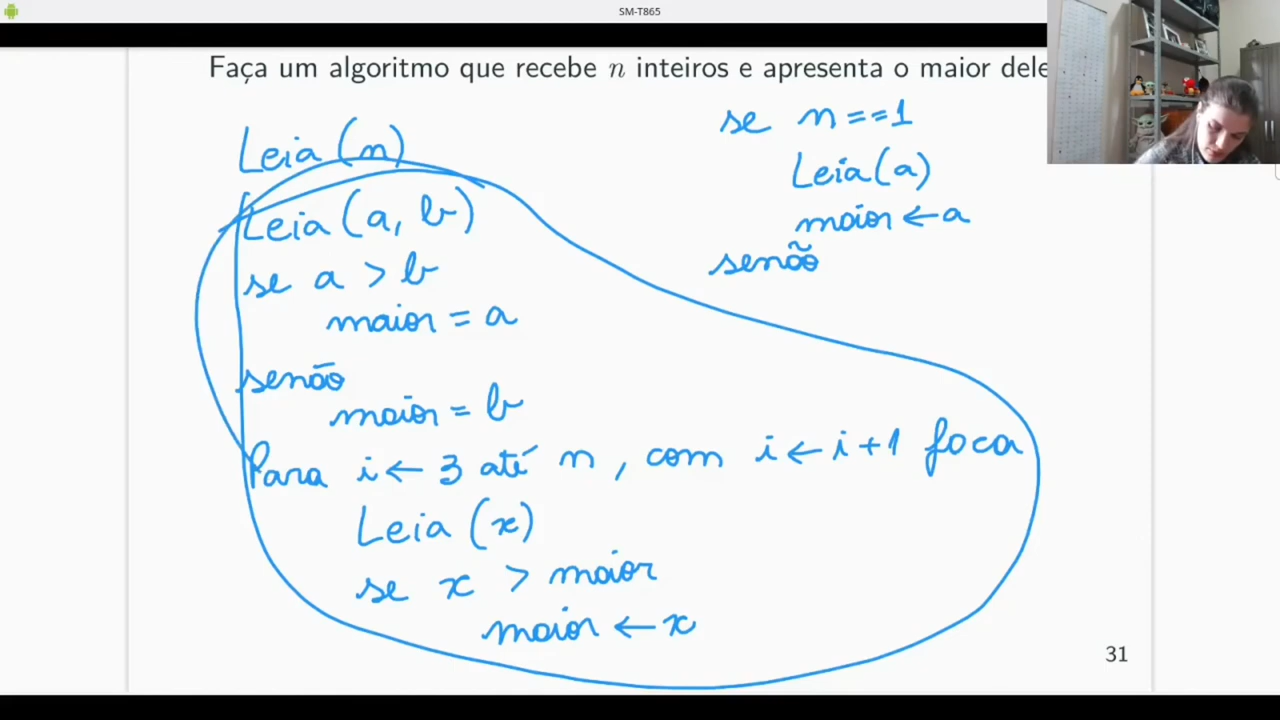 SM-T865
Faça um algoritmo que recebe n inteiros e apresenta o maior dele
Leia (n)
Leia (a, b)
se a > b
maior = a
senão
maior = b
Para i ← 3 até n, com i ← i + 1 faça
Leia (x)
se x > maior
maior ← x
se n == 1
Leia (a)
maior ← a
senão
31